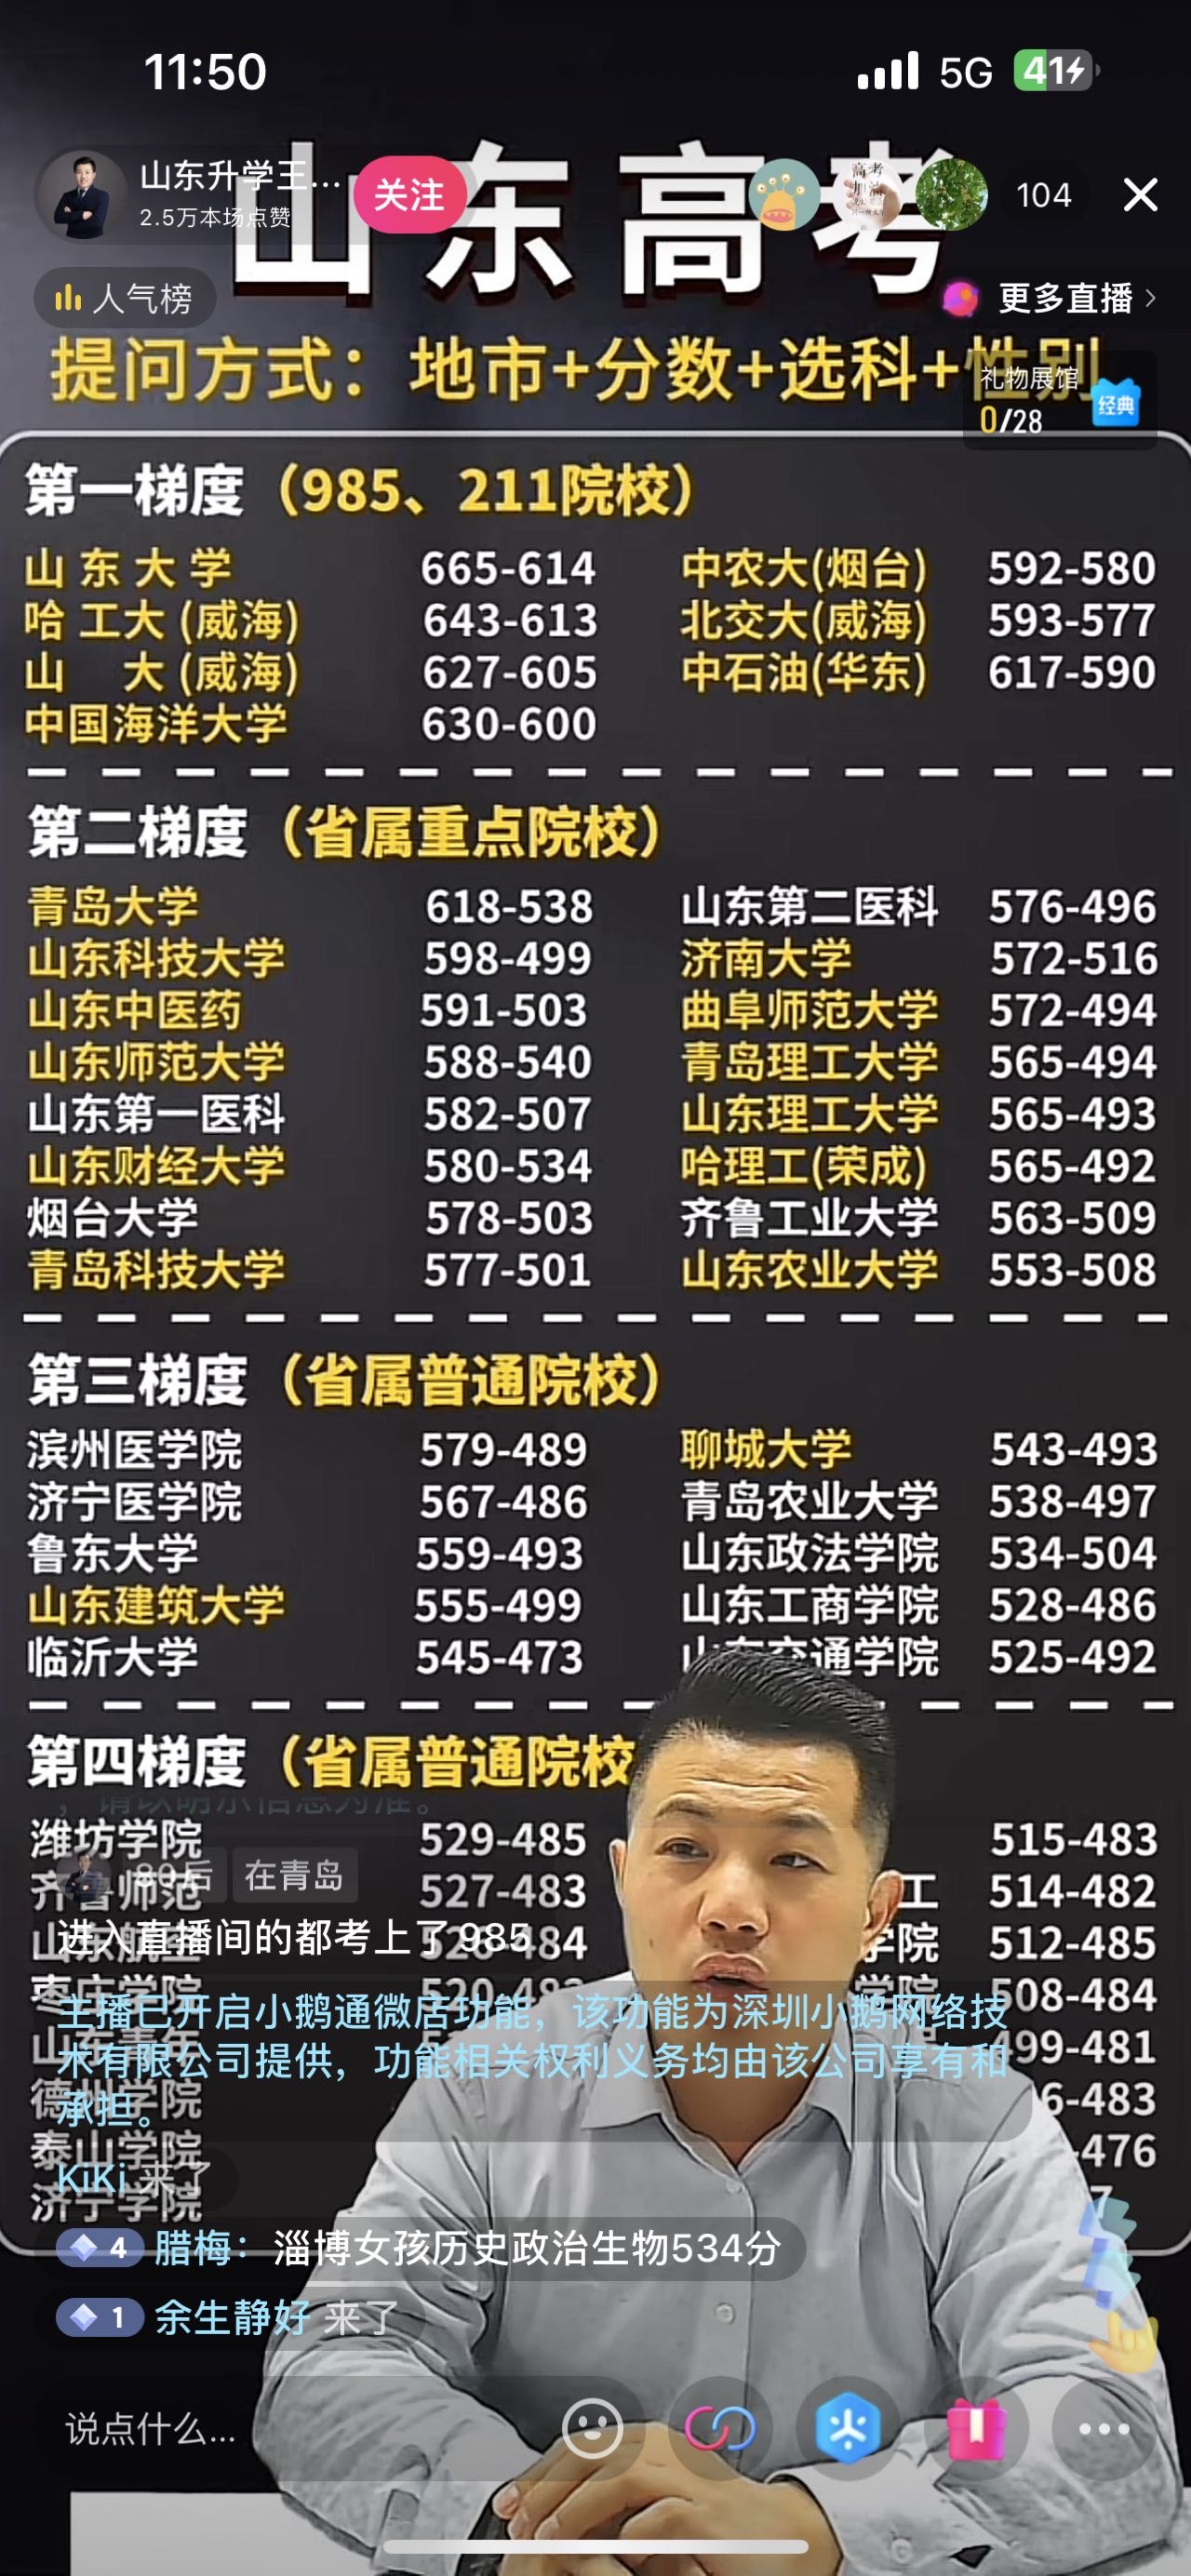 11:50
5G
41
山东高考
山东升学王...
2.5万本场点赞
关注
高考
加油
104
人气榜
更多直播
提问方式：地市+分数+选科+性别
礼物展馆
0/28
经典
第一梯度（985、211院校）
山东大学 665-614 中农大(烟台) 592-580
哈工大(威海) 643-613 北交大(威海) 593-577
山 大(威海) 627-605 中石油(华东) 617-590
中国海洋大学 630-600
第二梯度（省属重点院校）
青岛大学 618-538 山东第二医科 576-496
山东科技大学 598-499 济南大学 572-516
山东中医药 591-503 曲阜师范大学 572-494
山东师范大学 588-540 青岛理工大学 565-494
山东第一医科 582-507 山东理工大学 565-493
山东财经大学 580-534 哈理工(荣成) 565-492
烟台大学 578-503 齐鲁工业大学 563-509
青岛科技大学 577-501 山东农业大学 553-508
第三梯度（省属普通院校）
滨州医学院 579-489 聊城大学 543-493
济宁医学院 567-486 青岛农业大学 538-497
鲁东大学 559-493 山东政法学院 534-504
山东建筑大学 555-499 山东工商学院 528-486
临沂大学 545-473 山东交通学院 525-492
第四梯度（省属普通院校
，请以明示信息为准。
潍坊学院 529-485 515-483
齐鲁师范 527-483 工 514-482
80后 在青岛
山东航空 526-484 学院 512-485
进入直播间的都考上了985
枣庄学院 学院 508-484
主播已开启小鹅通微店功能，该功能为深圳小鹅网络技
山东青年 499-481
术有限公司提供，功能相关权利义务均由该公司享有和
德州学院 6-483
承担。
泰山学院 -476
KiKi 来了
济宁学院 7
4 腊梅：淄博女孩历史政治生物534分
1 余生静好 来了
说点什么...